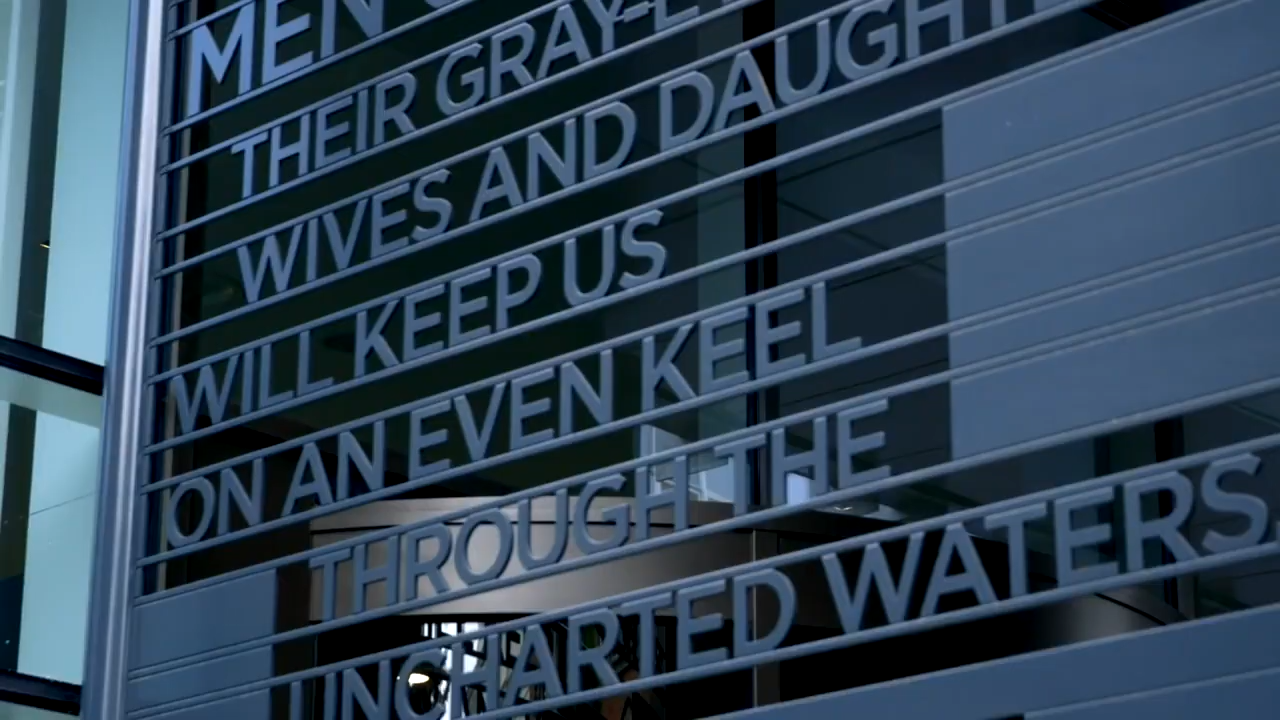 MEN
THEIR GRAY-
WIVES AND DAUGHT
WILL KEEP US
ON AN EVEN KEEL
THROUGH THE
UNCHARTED WATERS